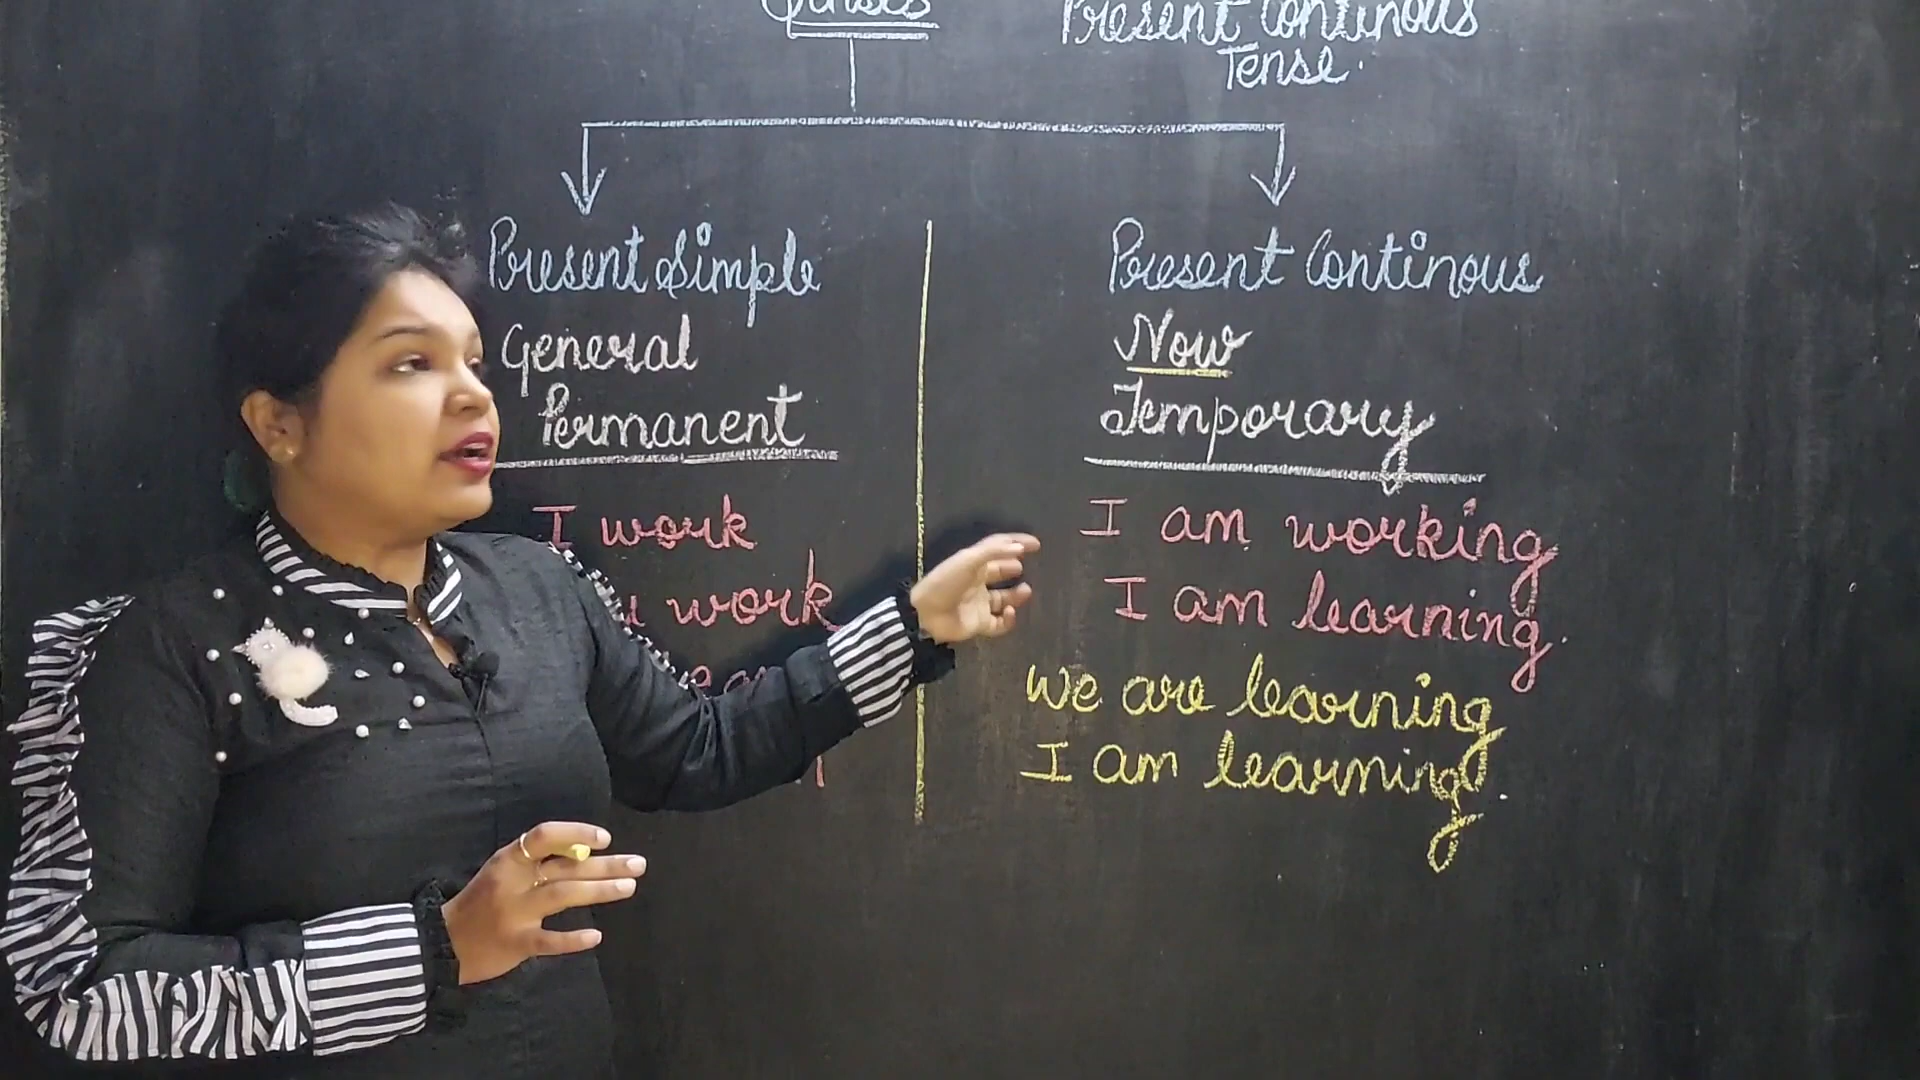 Tenses
Present Continous
Tense.
Present Simple
General
Permanent
I work
work
Present Continous
Now
Temporary
I am working
I am learning.
We are learning
I am learning.